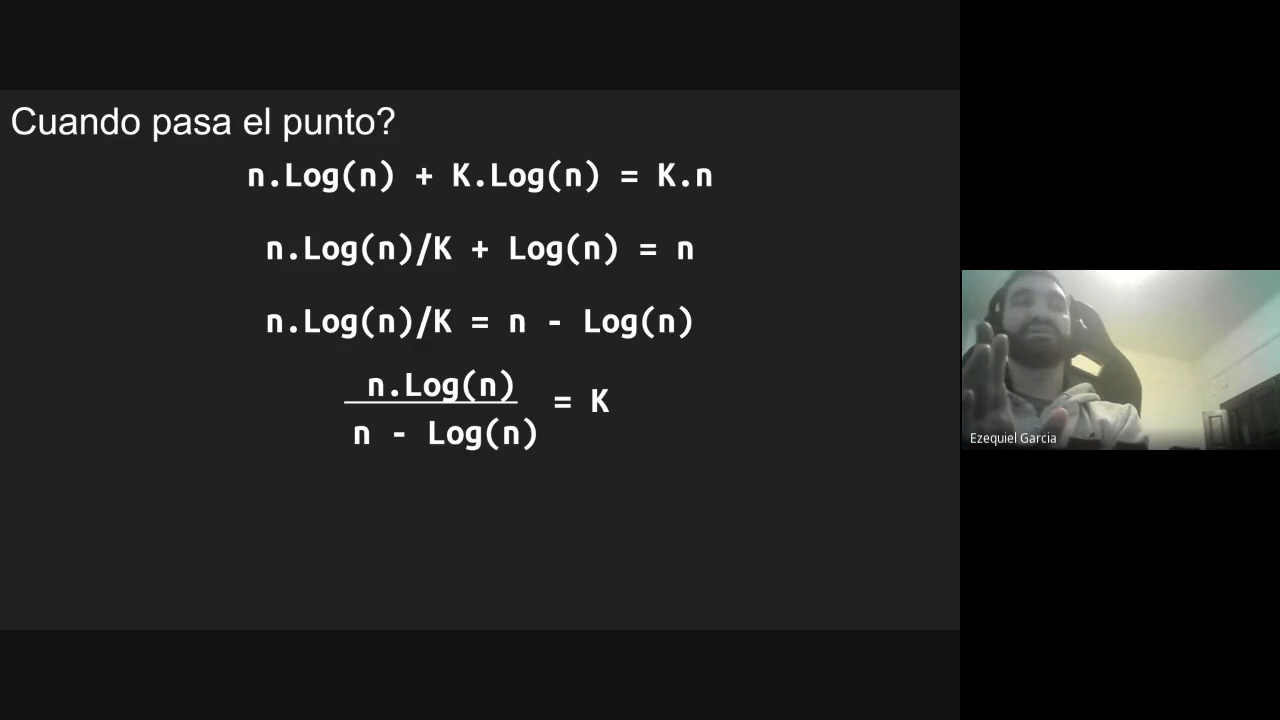 Cuando pasa el punto?
n.Log(n) + K.Log(n) = K.n
n.Log(n)/K + Log(n) = n
n.Log(n)/K = n - Log(n)
n.Log(n)
= K
n - Log(n)
Ezequiel Garcia